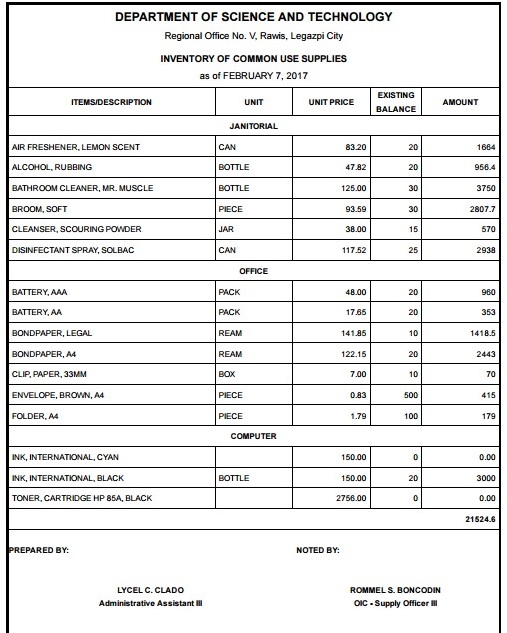 DEPARTMENT OF SCIENCE AND TECHNOLOGY
Regional Office No. V, Rawis, Legazpi City
INVENTORY OF COMMON USE SUPPLIES
as of FEBRUARY 7, 2017
ITEMS/DESCRIPTION UNIT UNIT PRICE EXISTING BALANCE AMOUNT
JANITORIAL
AIR FRESHENER, LEMON SCENT CAN 83.20 20 1664
ALCOHOL, RUBBING BOTTLE 47.82 20 956.4
BATHROOM CLEANER, MR. MUSCLE BOTTLE 125.00 30 3750
BROOM, SOFT PIECE 93.59 30 2807.7
CLEANSER, SCOURING POWDER JAR 38.00 15 570
DISINFECTANT SPRAY, SOLBAC CAN 117.52 25 2938
OFFICE
BATTERY, AAA PACK 48.00 20 960
BATTERY, AA PACK 17.65 20 353
BONDPAPER, LEGAL REAM 141.85 10 1418.5
BONDPAPER, A4 REAM 122.15 20 2443
CLIP, PAPER, 33MM BOX 7.00 10 70
ENVELOPE, BROWN, A4 PIECE 0.83 500 415
FOLDER, A4 PIECE 1.79 100 179
COMPUTER
INK, INTERNATIONAL, CYAN 150.00 0 0.00
INK, INTERNATIONAL, BLACK BOTTLE 150.00 20 3000
TONER, CARTRIDGE HP 85A, BLACK 2756.00 0 0.00
21524.6
PREPARED BY: NOTED BY:
LYCEL C. CLADO ROMMEL S. BONCODIN
Administrative Assistant III OIC - Supply Officer III